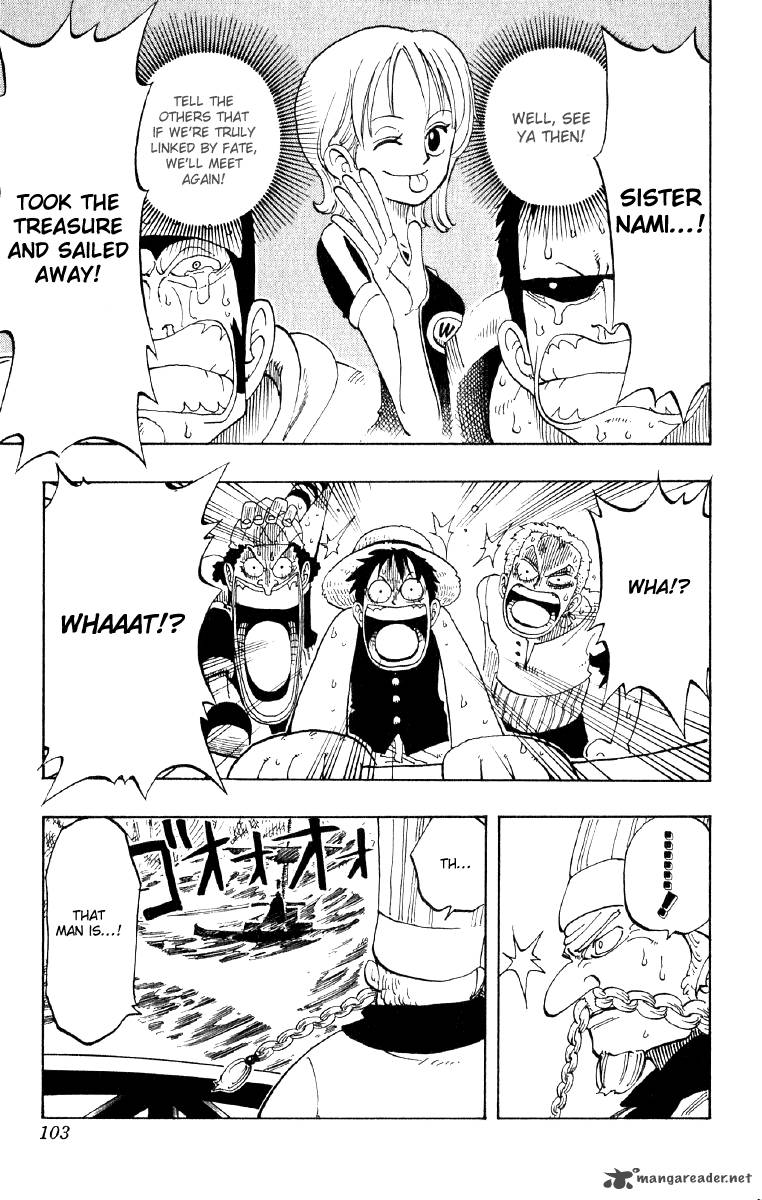 WELL, SEE
YA THEN!
SISTER
NAMI...!
TELL THE
OTHERS THAT
IF WE'RE TRULY
LINKED BY FATE,
WE'LL MEET
AGAIN!
TOOK THE
TREASURE
AND SAILED
AWAY!
W
WHA!?
WHAAAT!?
!
TH...
THAT
MAN IS...!
ゴオオオオ
103
mangareader.net